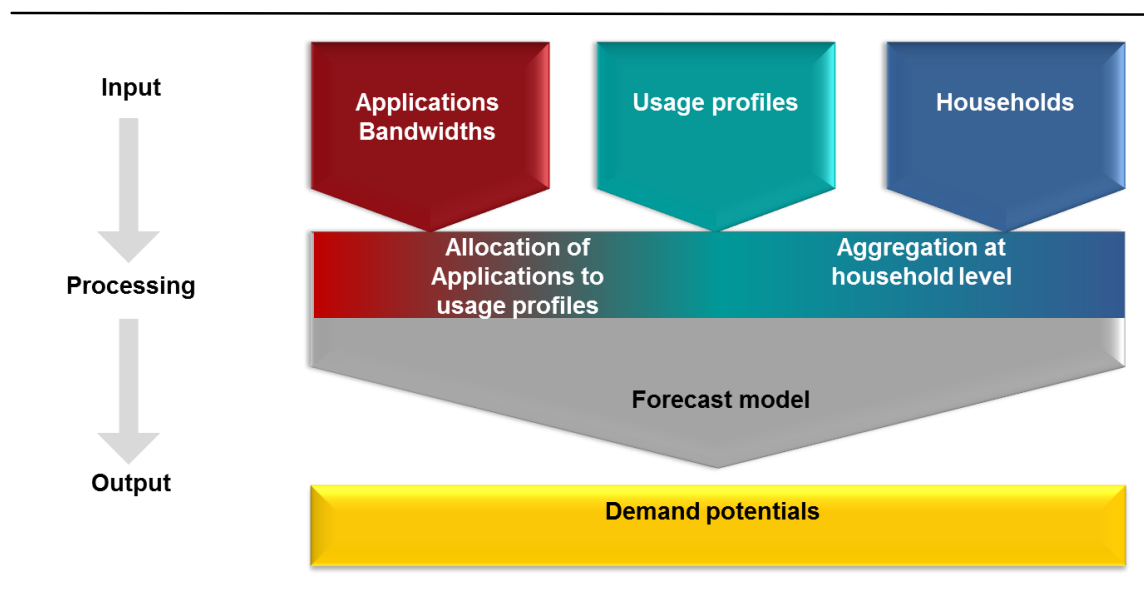 Input
Applications
Bandwidths
Usage profiles
Households
Processing
Allocation of
Applications to
usage profiles
Aggregation at
household level
Forecast model
Output
Demand potentials